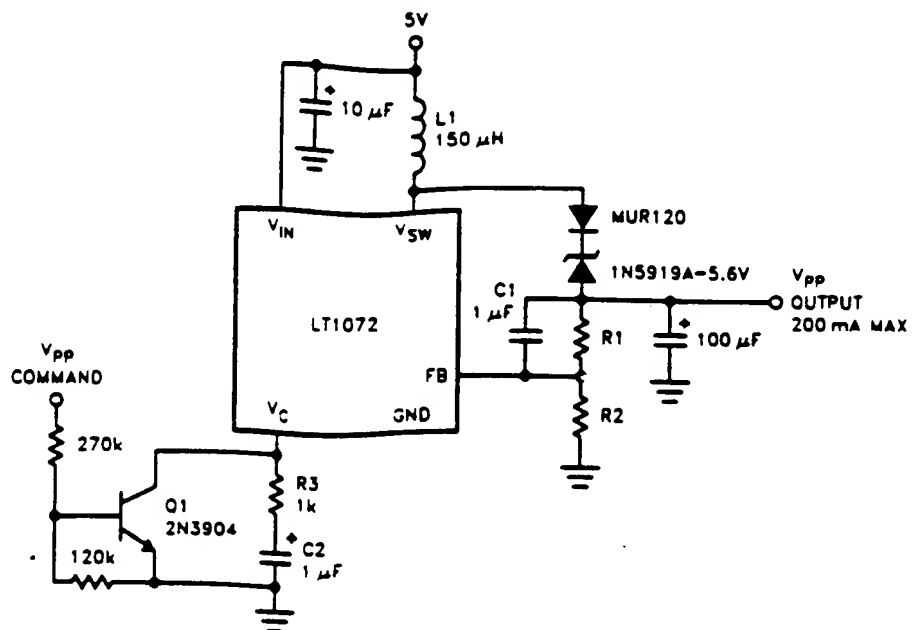 5V
10 μF
L1
150 μH
VIN
VSW
MUR120
1N5919A-5.6V
C1
1 μF
Vpp
OUTPUT
200 mA MAX
LT1072
R1
100 μF
Vpp
COMMAND
FB
VC
GND
R2
270k
R3
1k
Q1
2N3904
120k
C2
1 μF